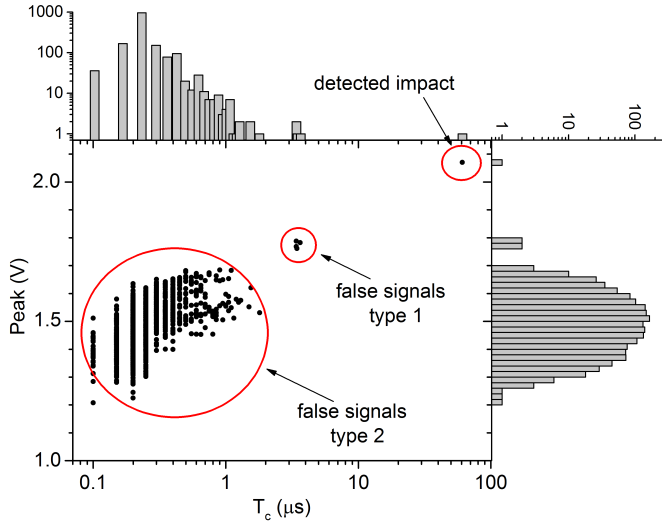 1000
100
10
1
detected impact
1
10
100
2.0
Peak (V)
1.5
1.0
false signals
type 1
false signals
type 2
0.1
1
10
100
T_c (μs)